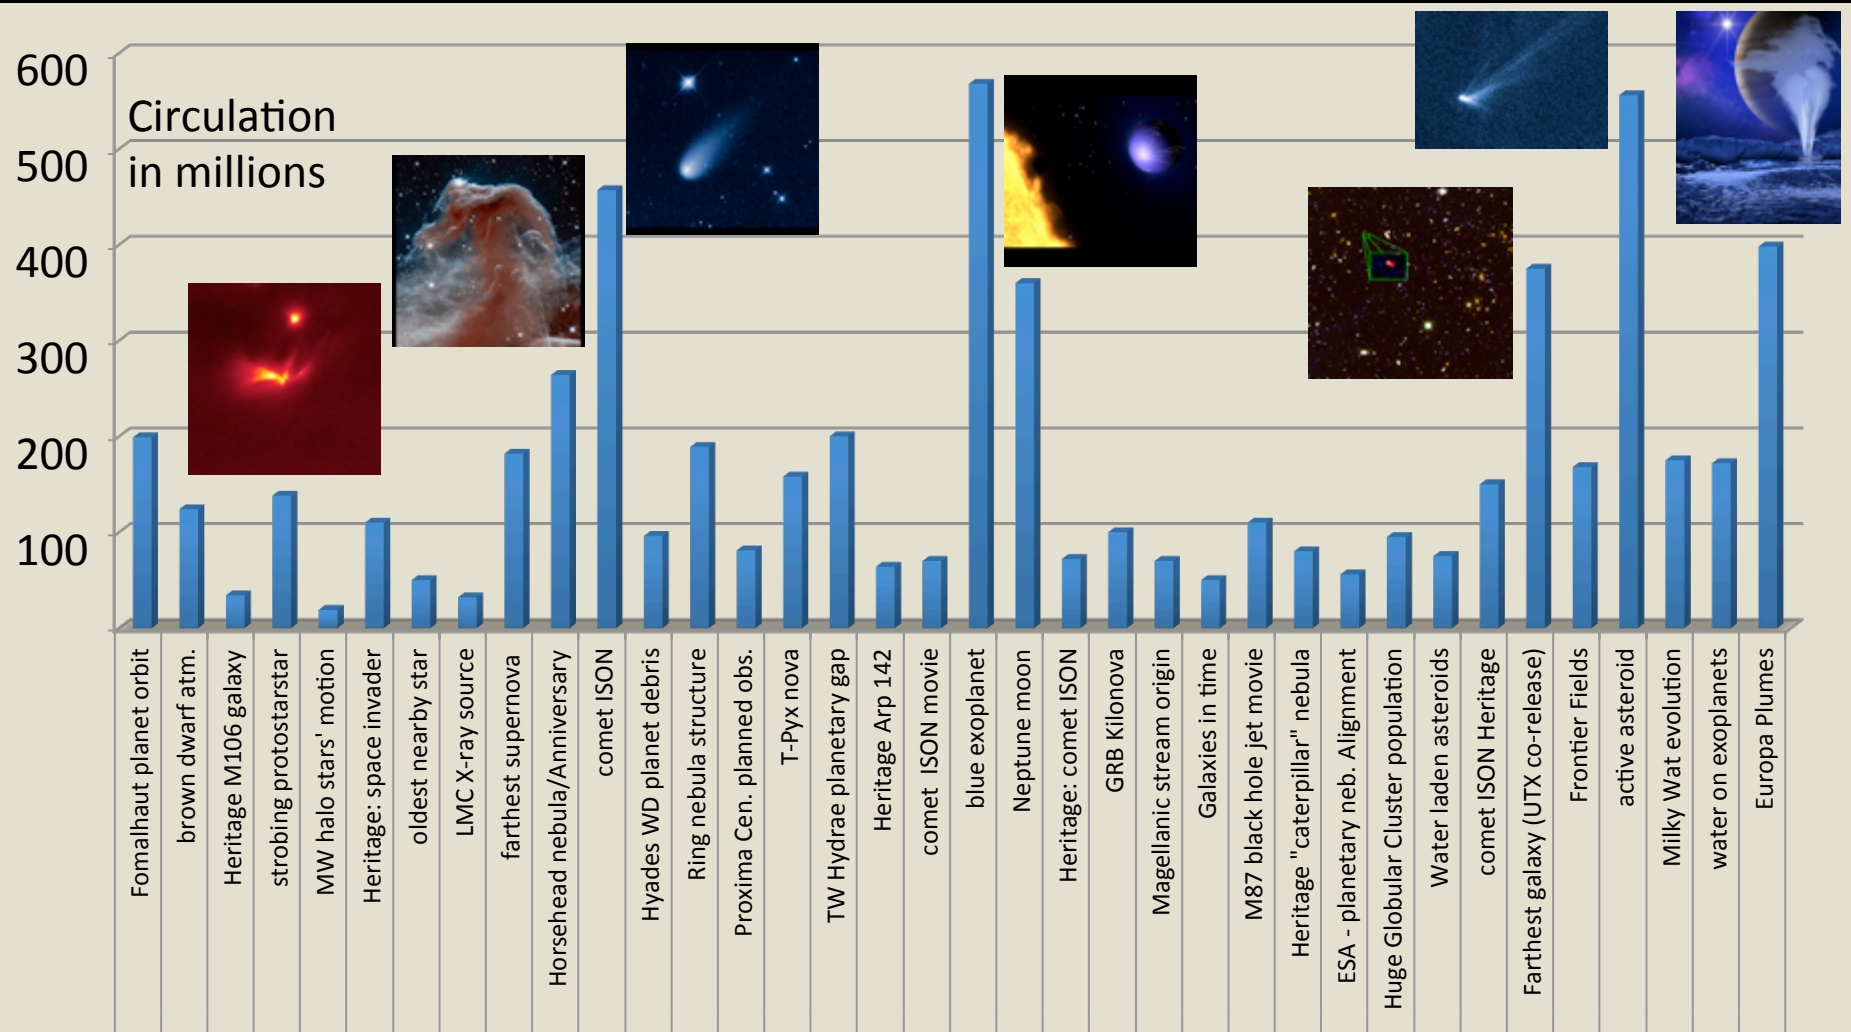 600
500
400
300
200
100
Circulation
in millions
Fomalhaut planet orbit
brown dwarf atm.
Heritage M106 galaxy
strobing protostarstar
MW halo stars' motion
Heritage: space invader
oldest nearby star
LMC X-ray source
farthest supernova
Horsehead nebula/Anniversary
comet ISON
Hyades WD planet debris
Ring nebula structure
Proxima Cen. planned obs.
T-Pyx nova
TW Hydrae planetary gap
Heritage Arp 142
comet ISON movie
blue exoplanet
Neptune moon
Heritage: comet ISON
GRB Kilonova
Magellanic stream origin
Galaxies in time
M87 black hole jet movie
Heritage "caterpillar" nebula
ESA - planetary neb. Alignment
Huge Globular Cluster population
Water laden asteroids
comet ISON Heritage
Farthest galaxy (UTX co-release)
Frontier Fields
active asteroid
Milky Wat evolution
water on exoplanets
Europa Plumes